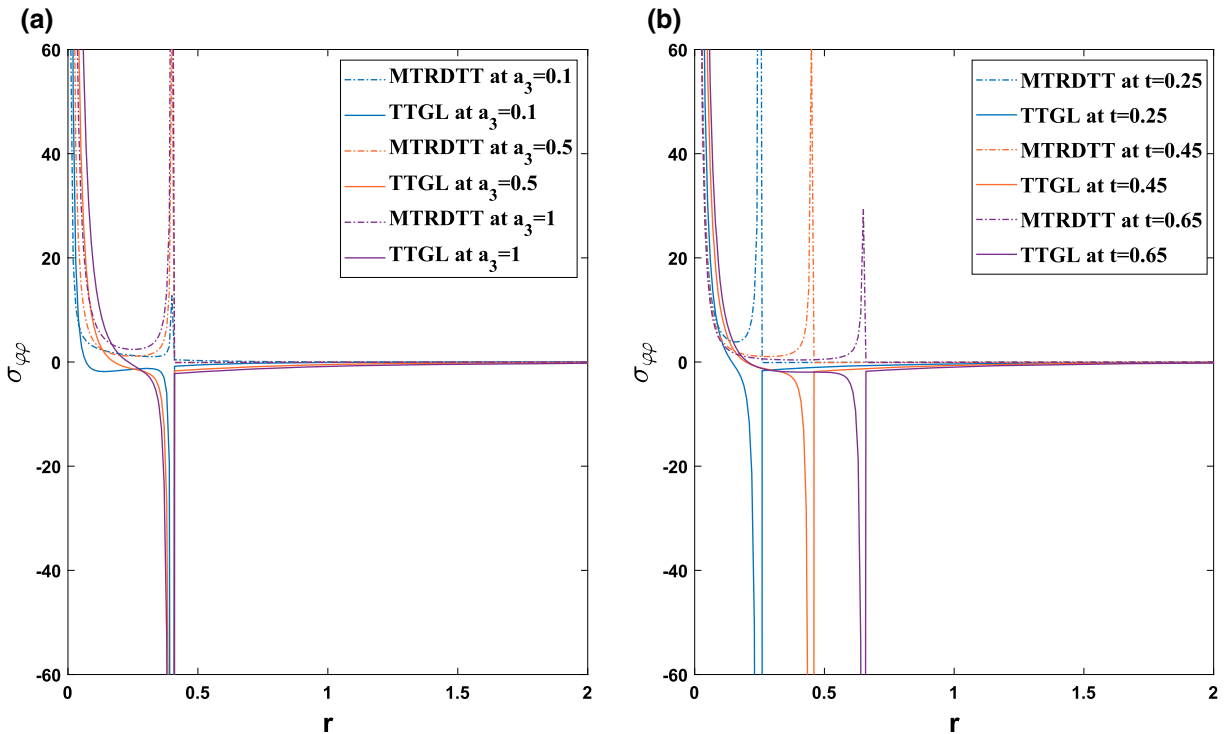 (a)
60
40
20
0
-20
-40
-60
σφφ
0
0.5
1
1.5
2
r
MTRDTT at a3=0.1
TTGL at a3=0.1
MTRDTT at a3=0.5
TTGL at a3=0.5
MTRDTT at a3=1
TTGL at a3=1
(b)
60
40
20
0
-20
-40
-60
σφφ
0
0.5
1
1.5
2
r
MTRDTT at t=0.25
TTGL at t=0.25
MTRDTT at t=0.45
TTGL at t=0.45
MTRDTT at t=0.65
TTGL at t=0.65